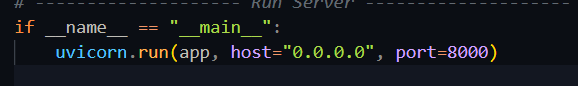 # ------------------- Run Server -------------------
if __name__ == "__main__":
    uvicorn.run(app, host="0.0.0.0", port=8000)